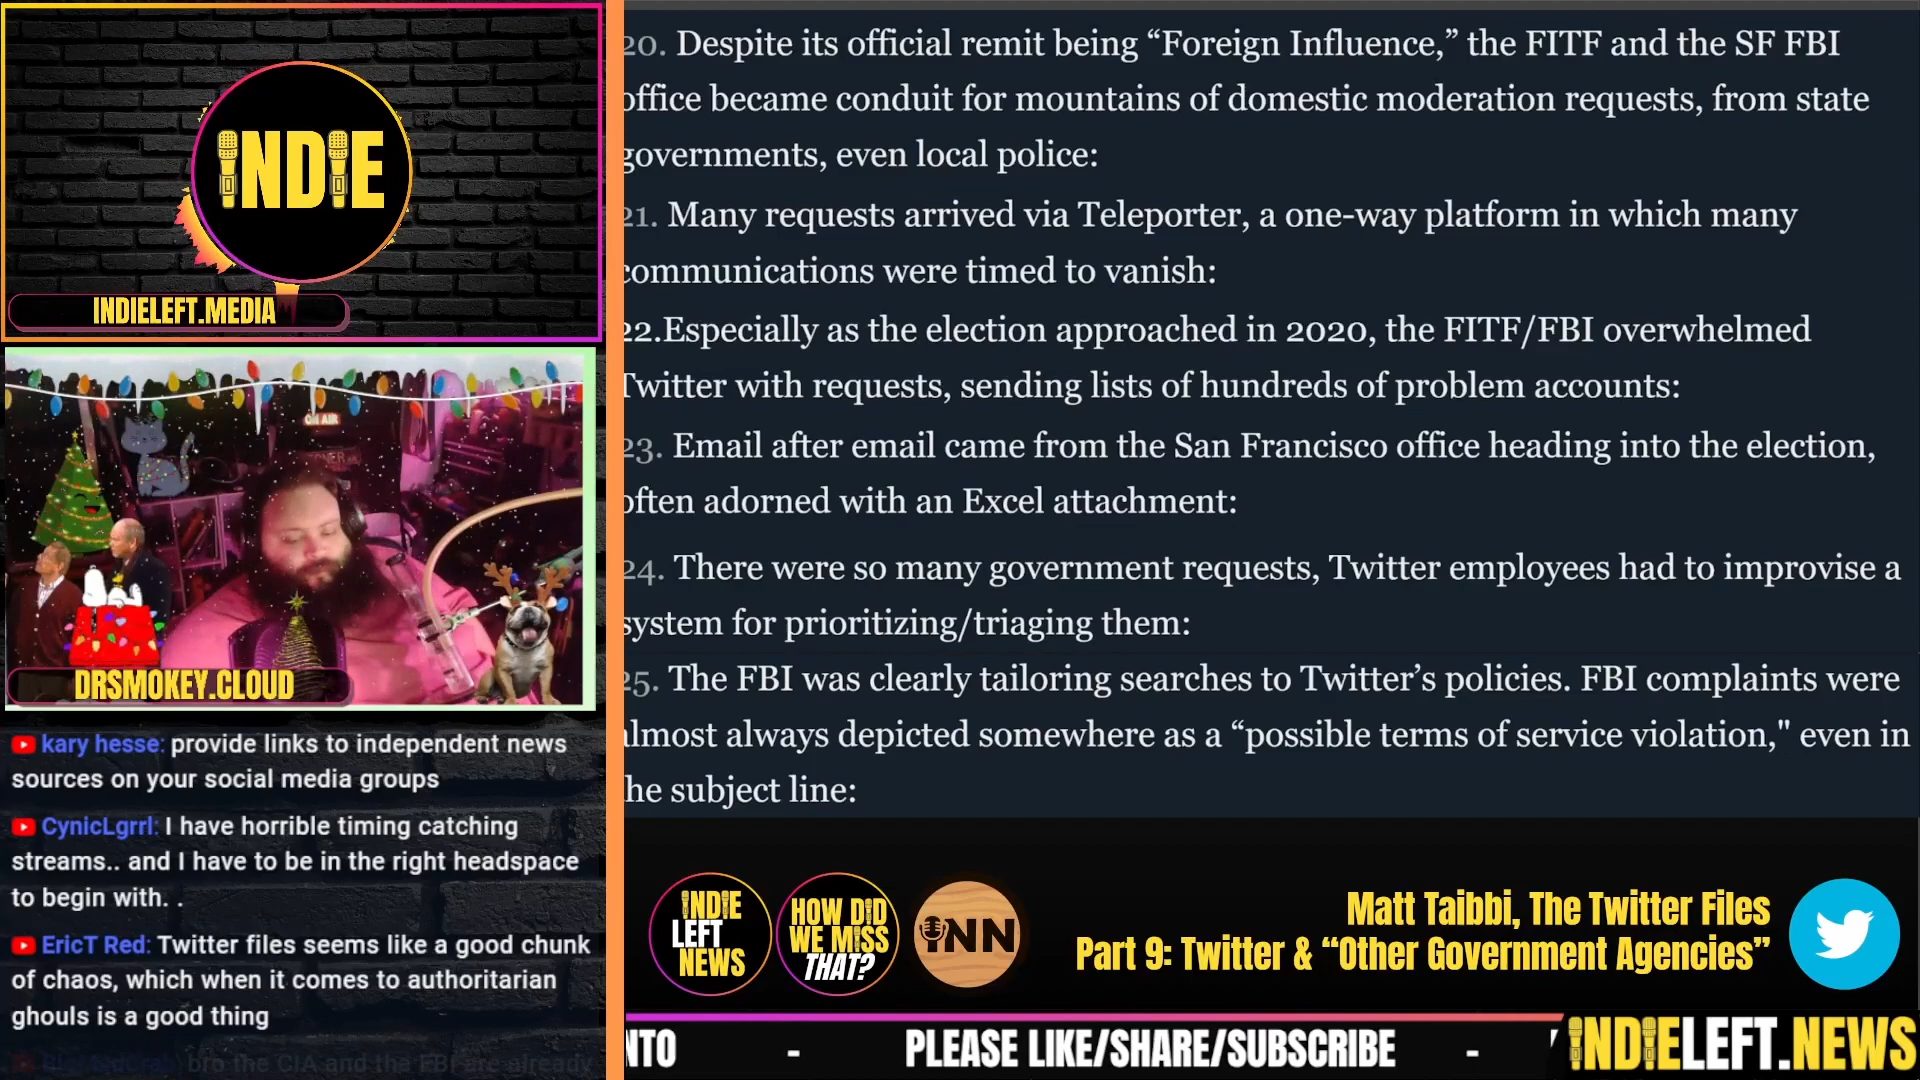 INDIE
INDIELEFT.MEDIA
ON AIR
DRSMOKEY.CLOUD
kary hesse: provide links to independent news
sources on your social media groups
CynicLgrrl: I have horrible timing catching
streams.. and I have to be in the right headspace
to begin with. .
EricT Red: Twitter files seems like a good chunk
of chaos, which when it comes to authoritarian
ghouls is a good thing
bro the CIA and the FBI are already
20. Despite its official remit being “Foreign Influence,” the FITF and the SF FBI
office became conduit for mountains of domestic moderation requests, from state
governments, even local police:
21. Many requests arrived via Teleporter, a one-way platform in which many
communications were timed to vanish:
22.Especially as the election approached in 2020, the FITF/FBI overwhelmed
Twitter with requests, sending lists of hundreds of problem accounts:
23. Email after email came from the San Francisco office heading into the election,
often adorned with an Excel attachment:
24. There were so many government requests, Twitter employees had to improvise a
system for prioritizing/triaging them:
25. The FBI was clearly tailoring searches to Twitter’s policies. FBI complaints were
almost always depicted somewhere as a “possible terms of service violation," even in
the subject line:
INDIE
LEFT
NEWS
HOW DID
WE MISS
THAT?
INN
Matt Taibbi, The Twitter Files
Part 9: Twitter & “Other Government Agencies”
NTO - PLEASE LIKE/SHARE/SUBSCRIBE -
INDIELEFT.NEWS